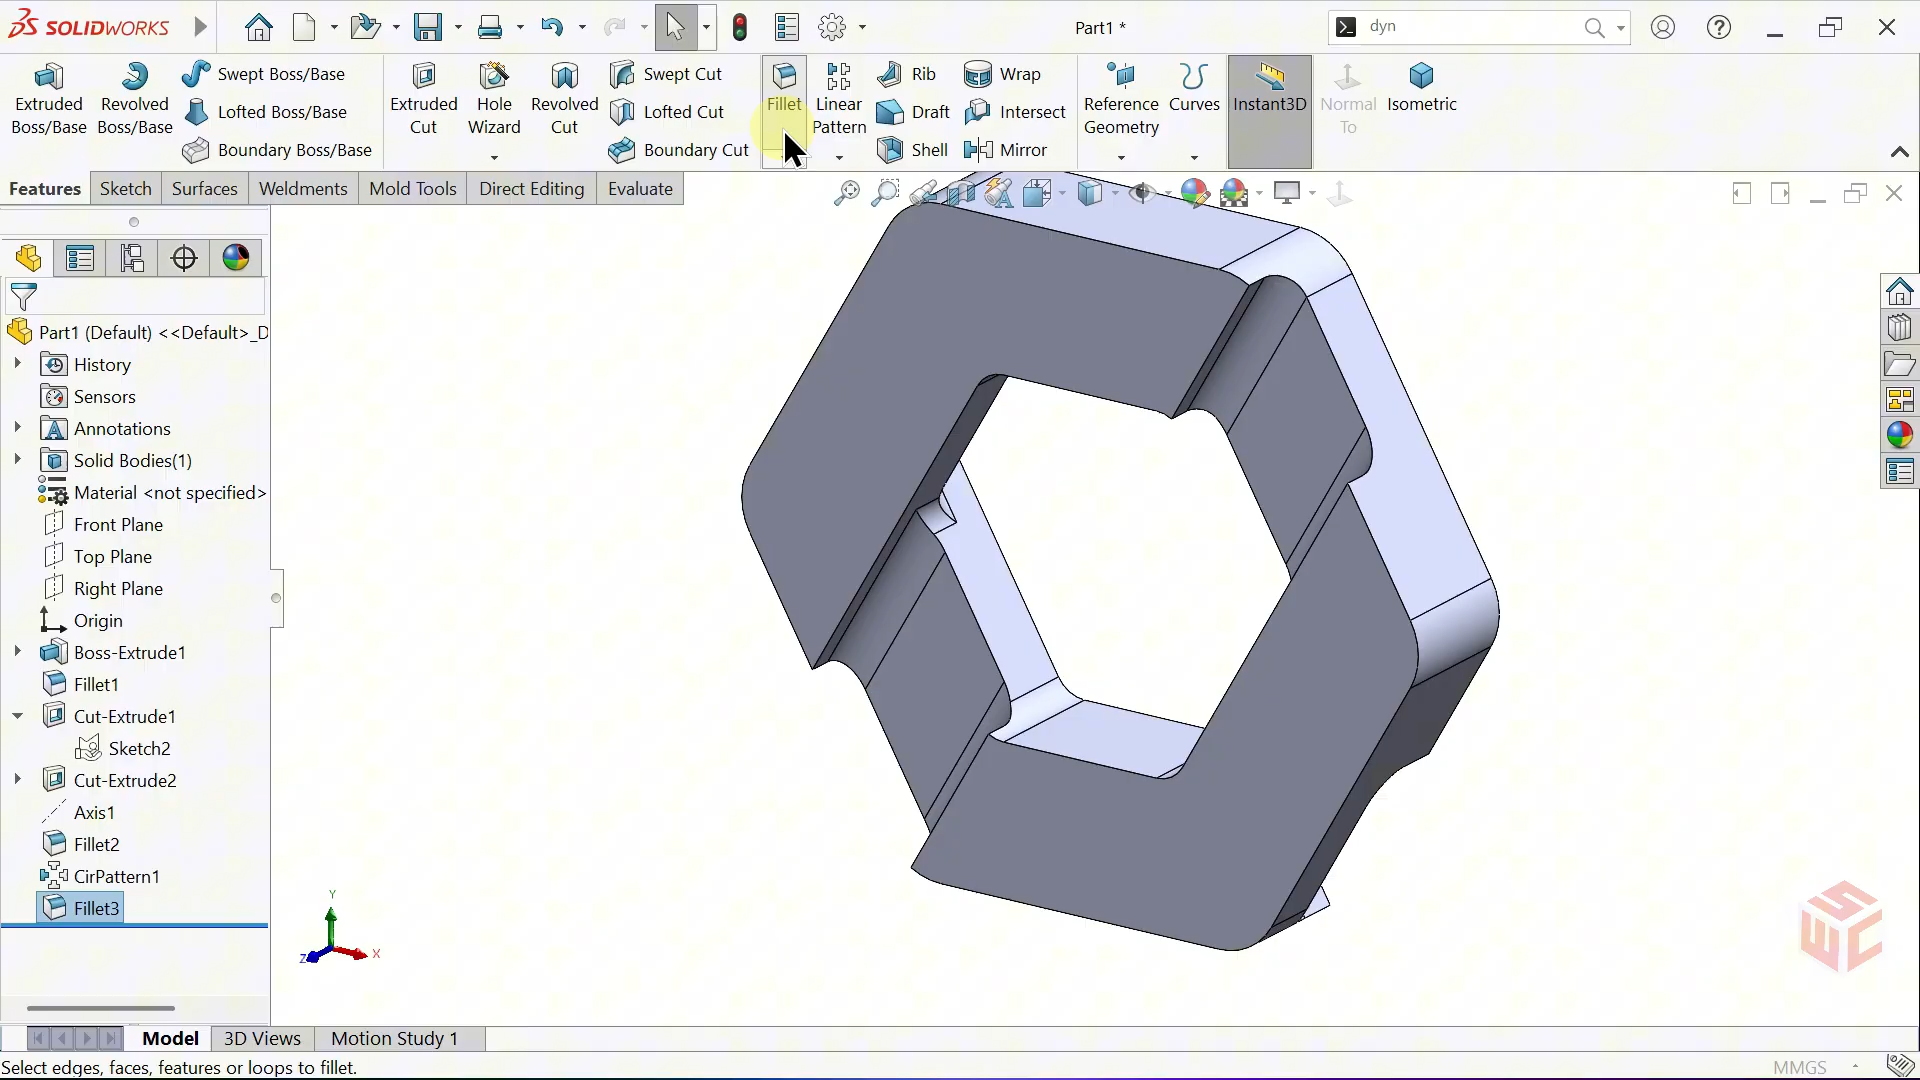 SOLIDWORKS
Part1 *
dyn
Extruded Boss/Base
Revolved Boss/Base
Swept Boss/Base
Lofted Boss/Base
Boundary Boss/Base
Extruded Cut
Hole Wizard
Revolved Cut
Swept Cut
Lofted Cut
Boundary Cut
Fillet
Linear Pattern
Rib
Draft
Shell
Wrap
Intersect
Mirror
Reference Geometry
Curves
Instant3D
Normal To
Isometric
Features
Sketch
Surfaces
Weldments
Mold Tools
Direct Editing
Evaluate
Part1 (Default) <<Default>_D
History
Sensors
Annotations
Solid Bodies(1)
Material <not specified>
Front Plane
Top Plane
Right Plane
Origin
Boss-Extrude1
Fillet1
Cut-Extrude1
Sketch2
Cut-Extrude2
Axis1
Fillet2
CirPattern1
Fillet3
Y
X
Z
Model
3D Views
Motion Study 1
Select edges, faces, features or loops to fillet.
MMGS